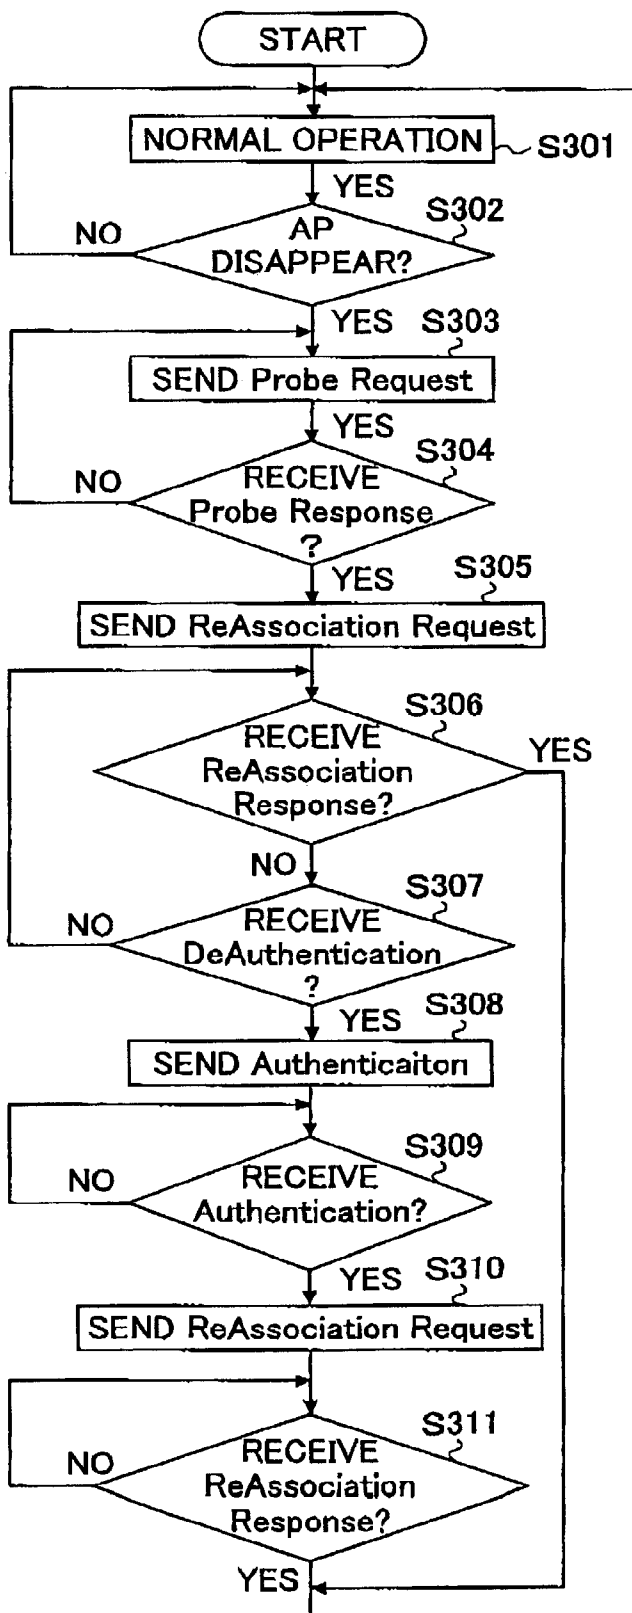 START
NORMAL OPERATION
S301
YES
S302
NO
AP
DISAPPEAR?
YES
S303
SEND Probe Request
YES
S304
NO
RECEIVE
Probe Response
?
YES
S305
SEND ReAssociation Request
S306
RECEIVE
ReAssociation
Response?
YES
NO
S307
NO
RECEIVE
DeAuthentication
?
YES
S308
SEND Authenticaiton
S309
NO
RECEIVE
Authentication?
YES
S310
SEND ReAssociation Request
S311
NO
RECEIVE
ReAssociation
Response?
YES